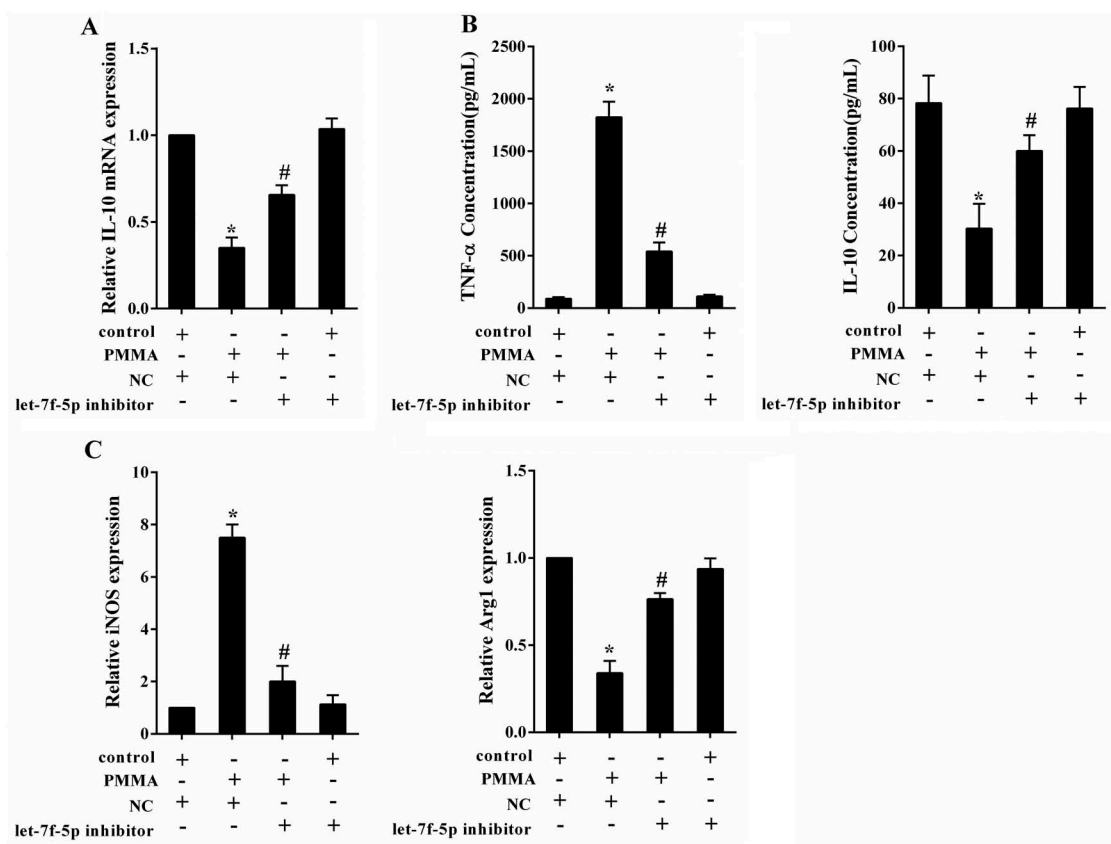 A
Relative IL-10 mRNA expression
1.5
1.0
0.5
0.0
*
#
control + - - +
PMMA - + + -
NC + + - -
let-7f-5p inhibitor - - + +
B
TNF-α Concentration(pg/mL)
2500
2000
1500
1000
500
0
*
#
control + - - +
PMMA - + + -
NC + + - -
let-7f-5p inhibitor - - + +
IL-10 Concentration(pg/mL)
100
80
60
40
20
0
*
#
control + - - +
PMMA - + + -
NC + + - -
let-7f-5p inhibitor - - + +
C
Relative iNOS expression
10
8
6
4
2
0
*
#
control + - - +
PMMA - + + -
NC + + - -
let-7f-5p inhibitor - - + +
Relative Arg1 expression
1.5
1.0
0.5
0.0
*
#
control + - - +
PMMA - + + -
NC + + - -
let-7f-5p inhibitor - - + +